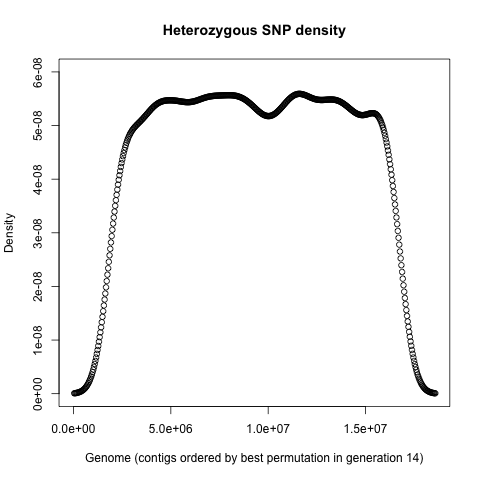 Heterozygous SNP density
Density
6e-08
5e-08
4e-08
3e-08
2e-08
1e-08
0e+00
0.0e+00 5.0e+06 1.0e+07 1.5e+07
Genome (contigs ordered by best permutation in generation 14)